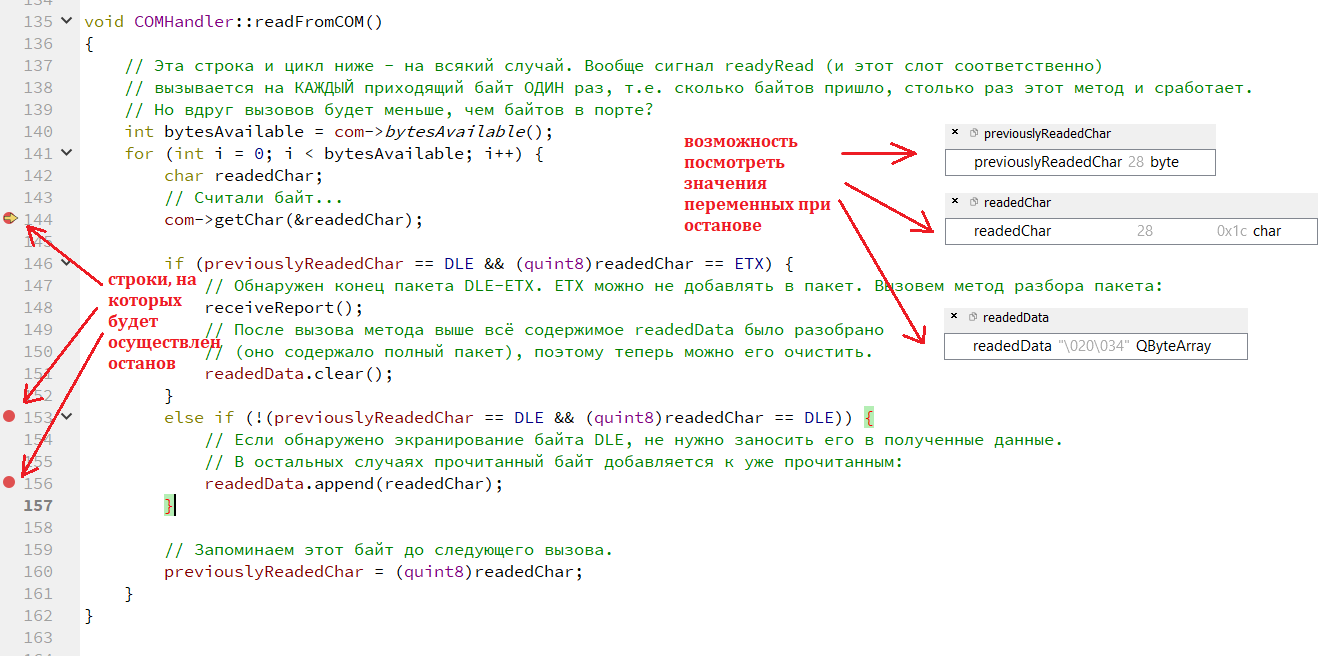 134
135 void COMHandler::readFromCOM()
136 {
137 // Эта строка и цикл ниже - на всякий случай. Вообще сигнал readyRead (и этот слот соответственно)
138 // вызывается на КАЖДЫЙ приходящий байт ОДИН раз, т.е. сколько байтов пришло, столько раз этот метод и сработает.
139 // Но вдруг вызовов будет меньше, чем байтов в порте?
140 int bytesAvailable = com->bytesAvailable();
141 for (int i = 0; i < bytesAvailable; i++) {
142 char readedChar;
143 // Считали байт...
144 com->getChar(&readedChar);
145
146 if (previouslyReadedChar == DLE && (quint8)readedChar == ETX) {
147 // Обнаружен конец пакета DLE-ETX. ETX можно не добавлять в пакет. Вызовем метод разбора пакета:
148 receiveReport();
149 // После вызова метода выше всё содержимое readedData было разобрано
150 // (оно содержало полный пакет), поэтому теперь можно его очистить.
151 readedData.clear();
152 }
153 else if (!(previouslyReadedChar == DLE && (quint8)readedChar == DLE)) {
154 // Если обнаружено экранирование байта DLE, не нужно заносить его в полученные данные.
155 // В остальных случаях прочитанный байт добавляется к уже прочитанным:
156 readedData.append(readedChar);
157 }
158
159 // Запоминаем этот байт до следующего вызова.
160 previouslyReadedChar = (quint8)readedChar;
161 }
162 }
163
строки, на
которых
будет
осуществлен
останов
возможность
посмотреть
значения
переменных при
останове
previouslyReadedChar
previouslyReadedChar 28 byte
readedChar
readedChar 28 0x1c char
readedData
readedData "\020\034" QByteArray